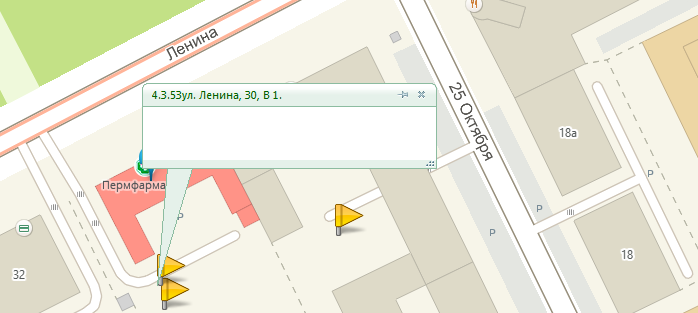 Ленина
4.3.53ул. Ленина, 30, В 1.
25 Октября
18а
Пермфарма
P
P
P
18
32